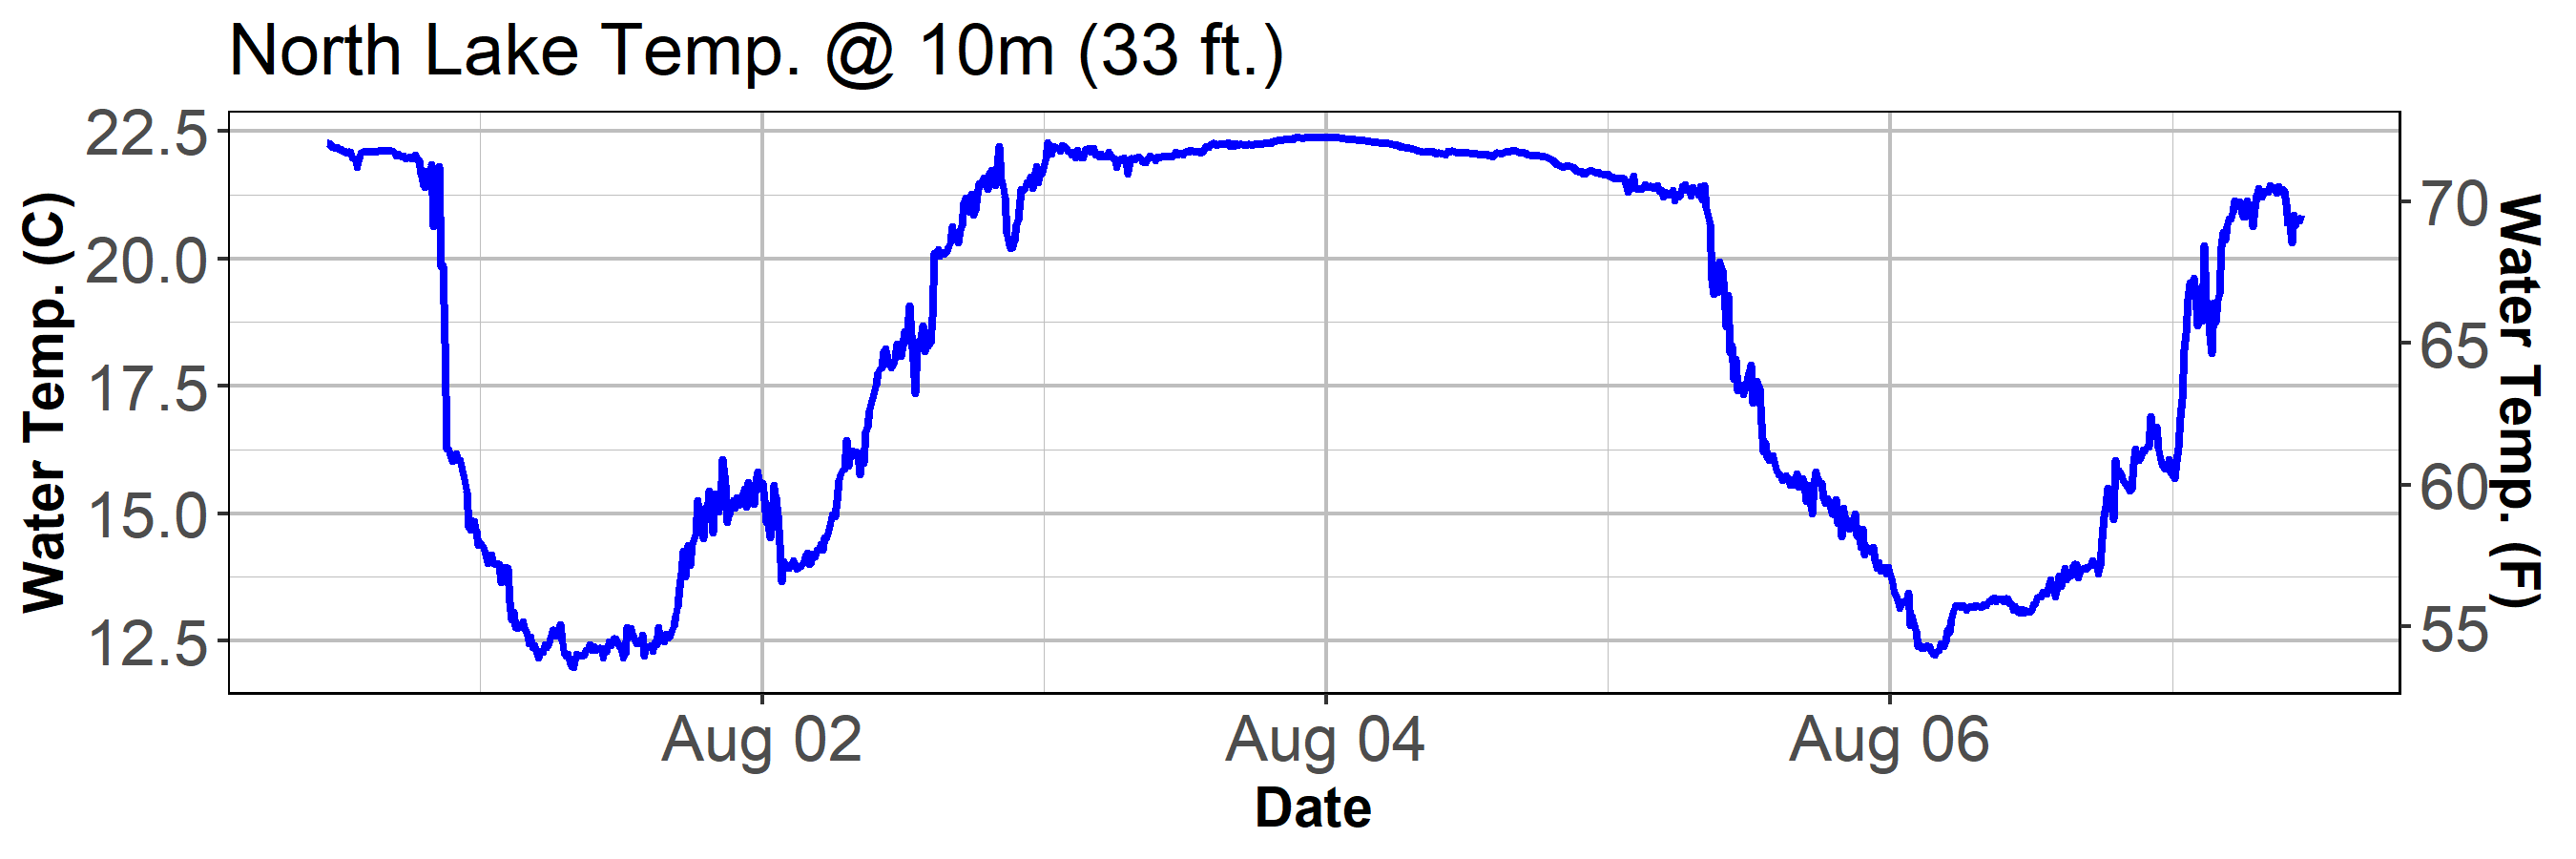 North Lake Temp. @ 10m (33 ft.)
Water Temp. (C)
22.5
20.0
17.5
15.0
12.5
70
65
60
55
Water Temp. (F)
Aug 02 Aug 04 Aug 06
Date